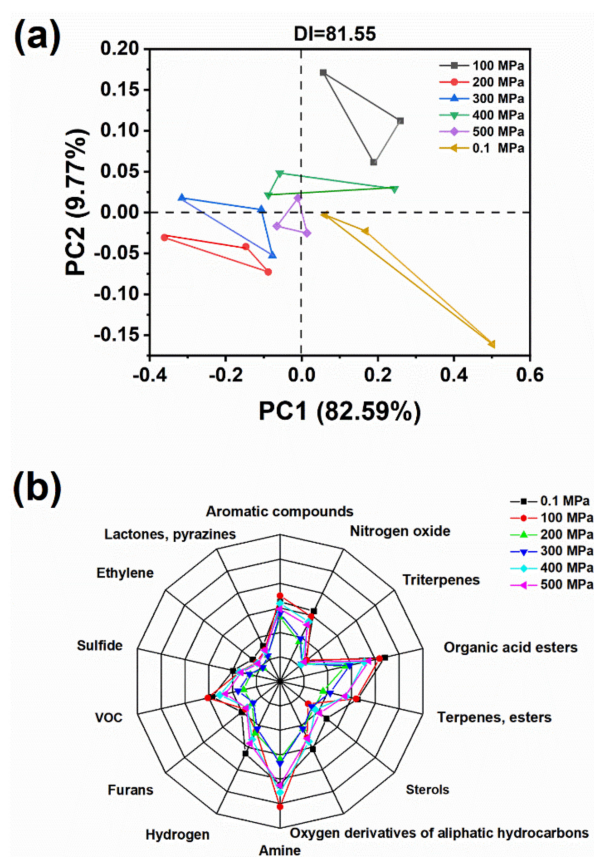 (a)
DI=81.55
0.20
0.15
0.10
0.05
0.00
-0.05
-0.10
-0.15
PC2 (9.77%)
100 MPa
200 MPa
300 MPa
400 MPa
500 MPa
0.1 MPa
-0.4
-0.2
0.0
0.2
0.4
0.6
PC1 (82.59%)
(b)
0.1 MPa
100 MPa
200 MPa
300 MPa
400 MPa
500 MPa
Aromatic compounds
Nitrogen oxide
Triterpenes
Organic acid esters
Terpenes, esters
Sterols
Oxygen derivatives of aliphatic hydrocarbons
Amine
Hydrogen
Furans
VOC
Sulfide
Ethylene
Lactones, pyrazines